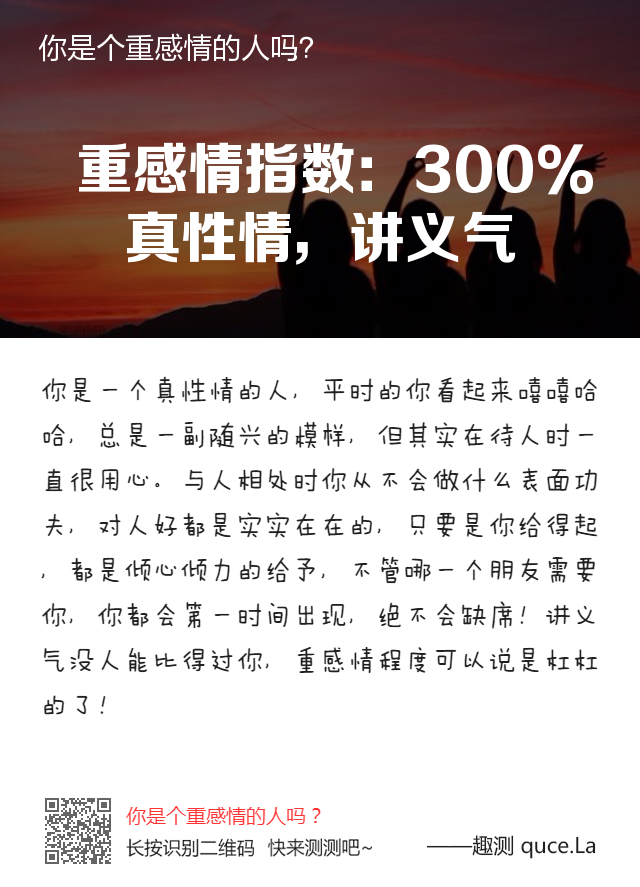 你是个重感情的人吗?
重感情指数：300%
真性情，讲义气
你是一个真性情的人，平时的你看起来嘻嘻哈
哈，总是一副随兴的模样，但其实在待人时一
直很用心。与人相处时你从不会做什么表面功
夫，对人好都是实实在在的，只要是你给得起
，都是倾心倾力的给予，不管哪一个朋友需要
你，你都会第一时间出现，绝不会缺席！讲义
气没人能比得过你，重感情程度可以说是杠杠
的了！
你是个重感情的人吗？
长按识别二维码 快来测测吧~
——趣测 quce.La